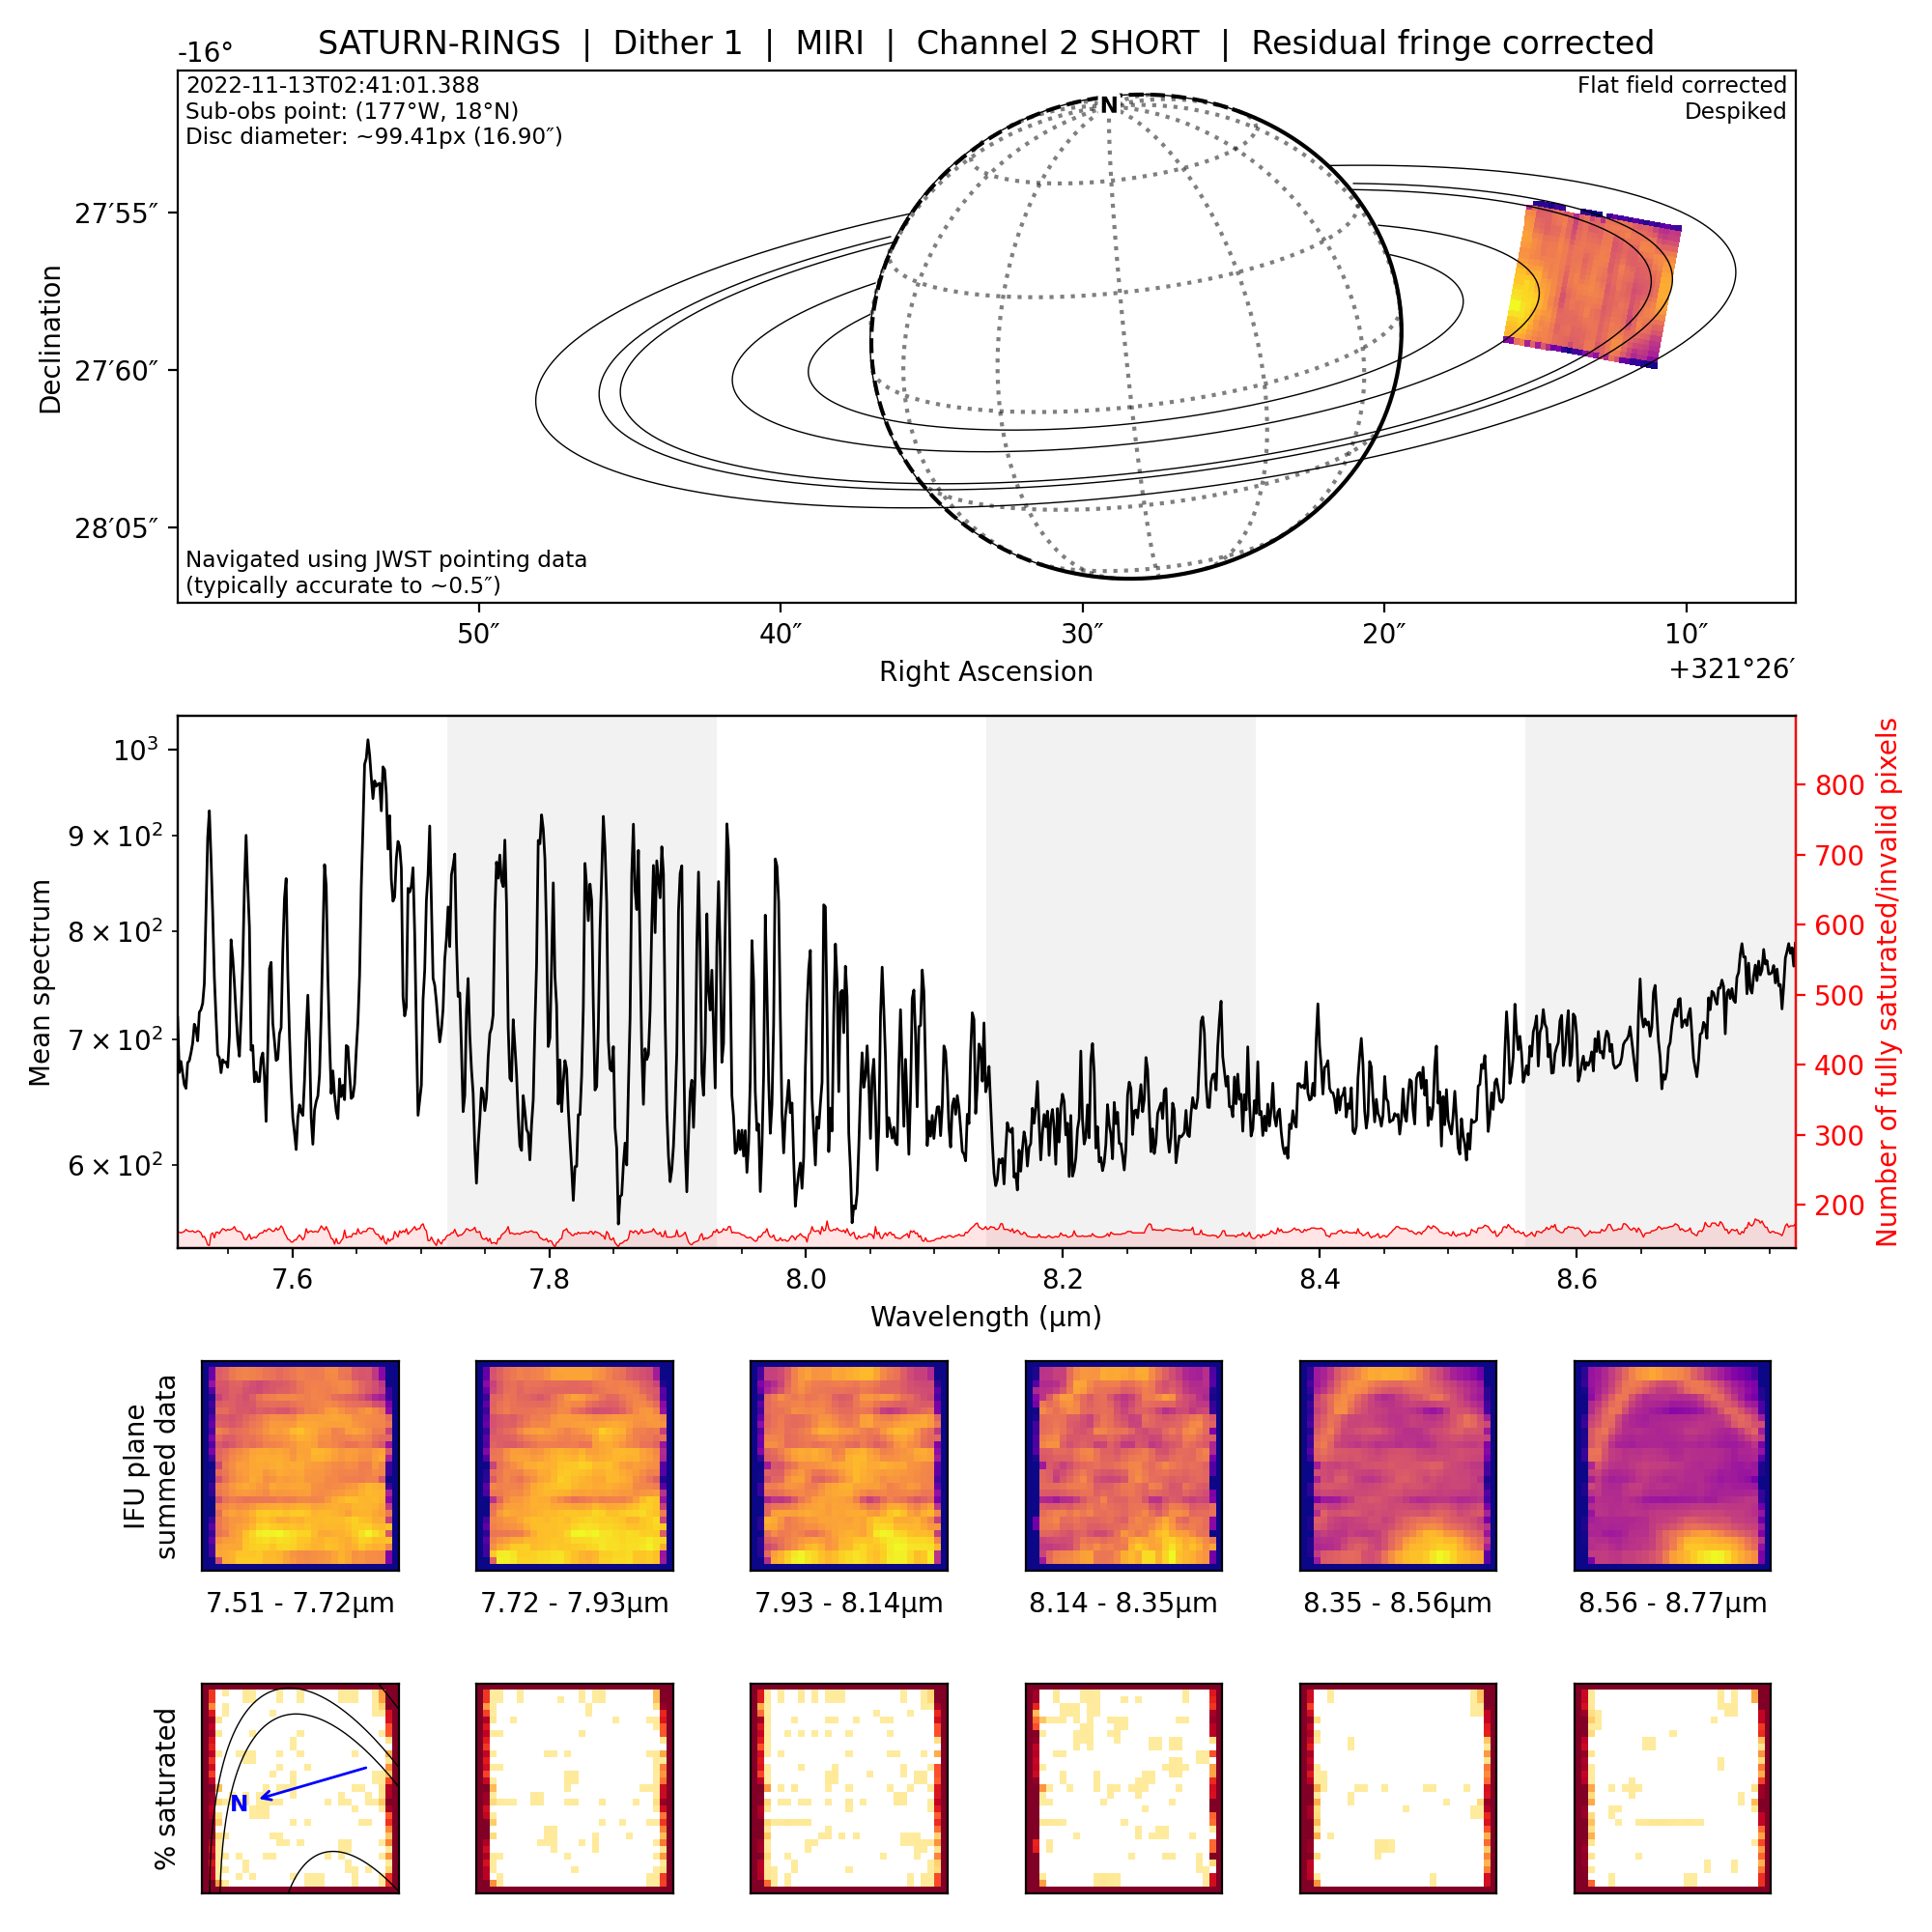 SATURN-RINGS | Dither 1 | MIRI | Channel 2 SHORT | Residual fringe corrected
-16°
2022-11-13T02:41:01.388
Sub-obs point: (177°W, 18°N)
Disc diameter: ~99.41px (16.90″)
Flat field corrected
Despiked
N
Declination
27′55″
27′60″
28′05″
Navigated using JWST pointing data
(typically accurate to ~0.5″)
50″ 40″ 30″ 20″ 10″
Right Ascension
+321°26′
Mean spectrum
10³
9 × 10²
8 × 10²
7 × 10²
6 × 10²
Number of fully saturated/invalid pixels
800
700
600
500
400
300
200
7.6 7.8 8.0 8.2 8.4 8.6
Wavelength (µm)
IFU plane
summed data
7.51 - 7.72µm 7.72 - 7.93µm 7.93 - 8.14µm 8.14 - 8.35µm 8.35 - 8.56µm 8.56 - 8.77µm
% saturated
N